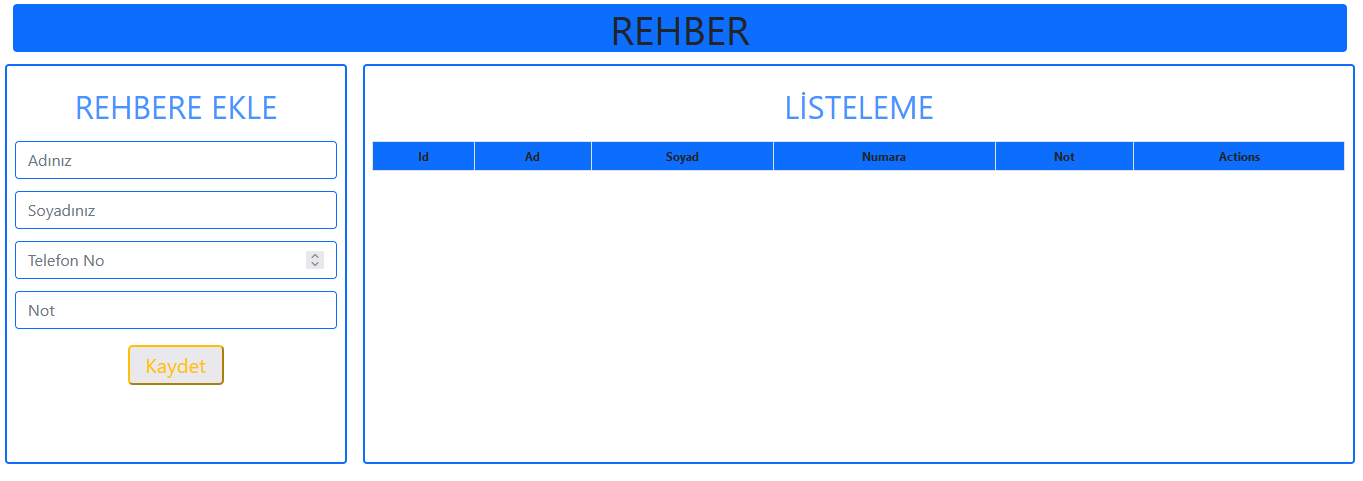 REHBER
REHBERE EKLE
Adınız
Soyadınız
Telefon No
Not
Kaydet
LİSTELEME
Id Ad Soyad Numara Not Actions